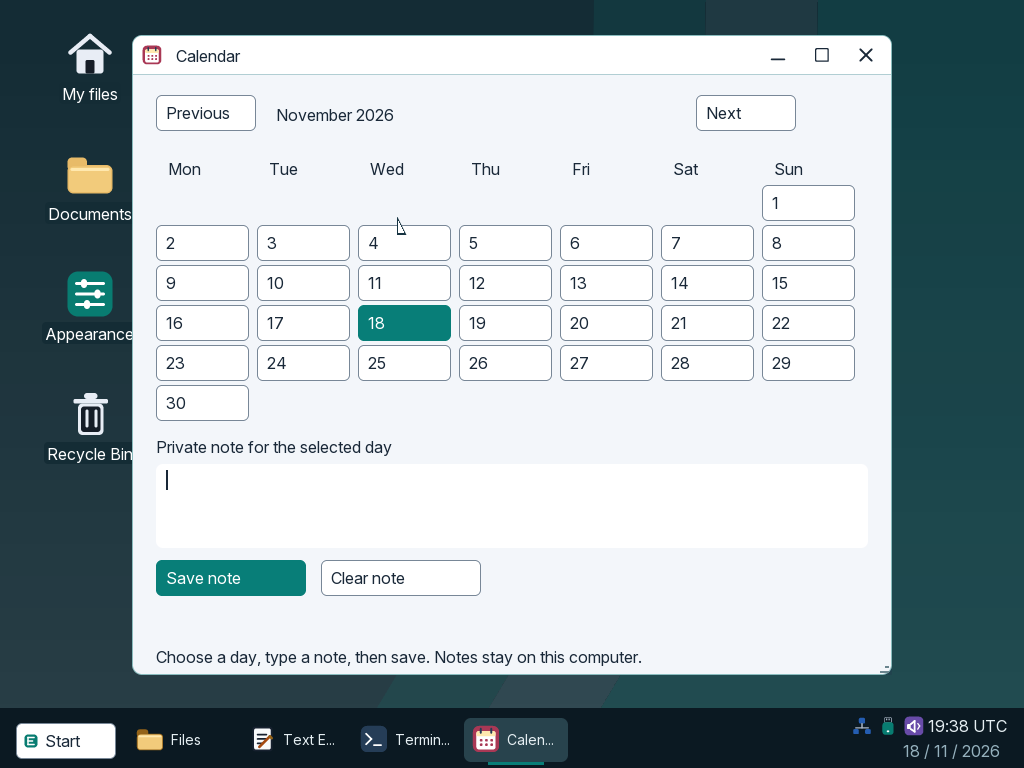 My files
Documents
Appearance
Recycle Bin
Calendar
Previous
November 2026
Next
Mon Tue Wed Thu Fri Sat Sun
1
2 3 4 5 6 7 8
9 10 11 12 13 14 15
16 17 18 19 20 21 22
23 24 25 26 27 28 29
30
Private note for the selected day
Save note
Clear note
Choose a day, type a note, then save. Notes stay on this computer.
Start
Files
Text E...
Termin...
Calen...
19:38 UTC
18 / 11 / 2026